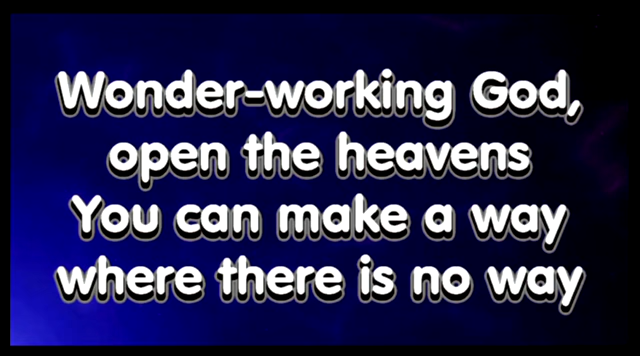 Wonder-working God,
open the heavens
You can make a way
where there is no way